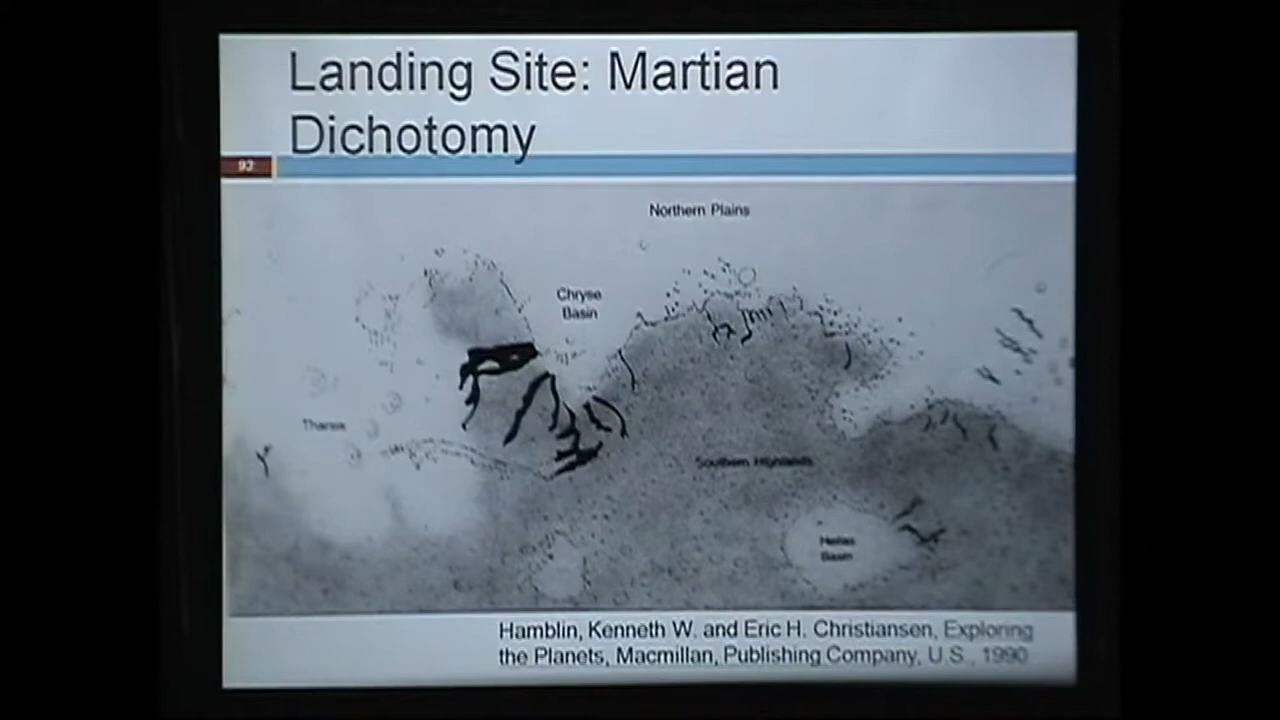 Landing Site: Martian
Dichotomy
93
Northern Plains
Chryse
Basin
Tharsis
Southern Highlands
Hellas
Basin
Hamblin, Kenneth W. and Eric H. Christiansen, Exploring
the Planets, Macmillan, Publishing Company, U.S., 1990